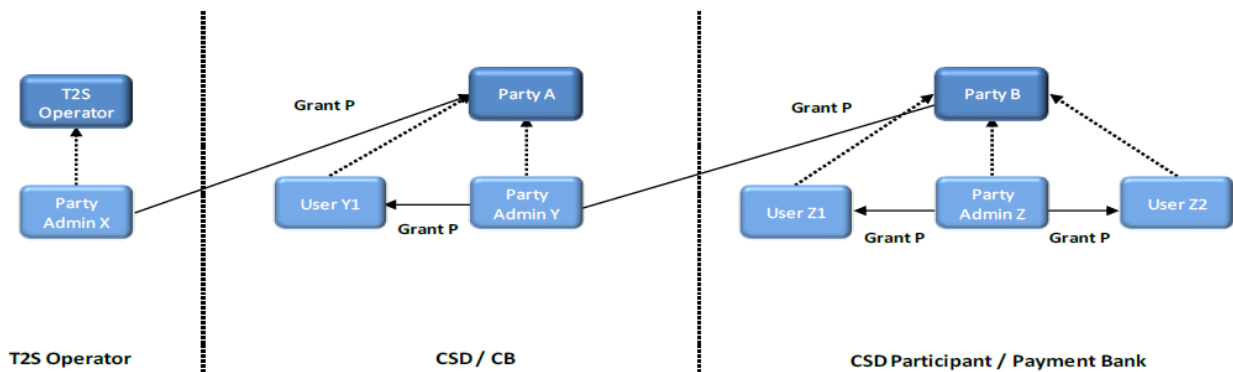 T2S
Operator
Party
Admin X
T2S Operator
Grant P
Party A
User Y1
Party
Admin Y
Grant P
CSD / CB
Grant P
Party B
User Z1
Party
Admin Z
User Z2
Grant P
Grant P
CSD Participant / Payment Bank